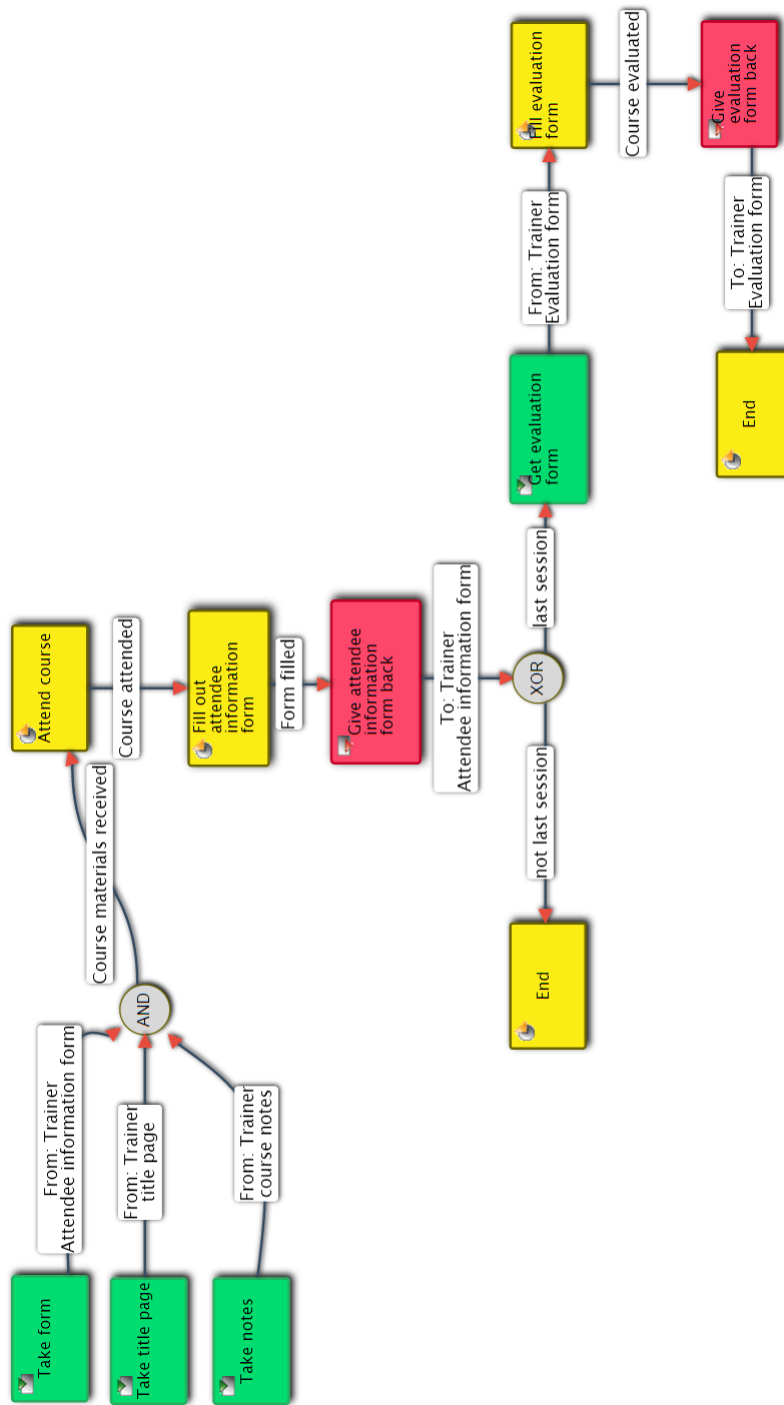 Take form
From: Trainer
Attendee information form
Take title page
From: Trainer
title page
Take notes
From: Trainer
course notes
AND
Course materials received
Attend course
Course attended
Fill out
attendee
information
form
Form filled
Give attendee
information
form back
To: Trainer
Attendee information form
XOR
not last session
End
last session
Get evaluation
form
From: Trainer
Evaluation form
Fill evaluation
form
Course evaluated
Give
evaluation
form back
To: Trainer
Evaluation form
End